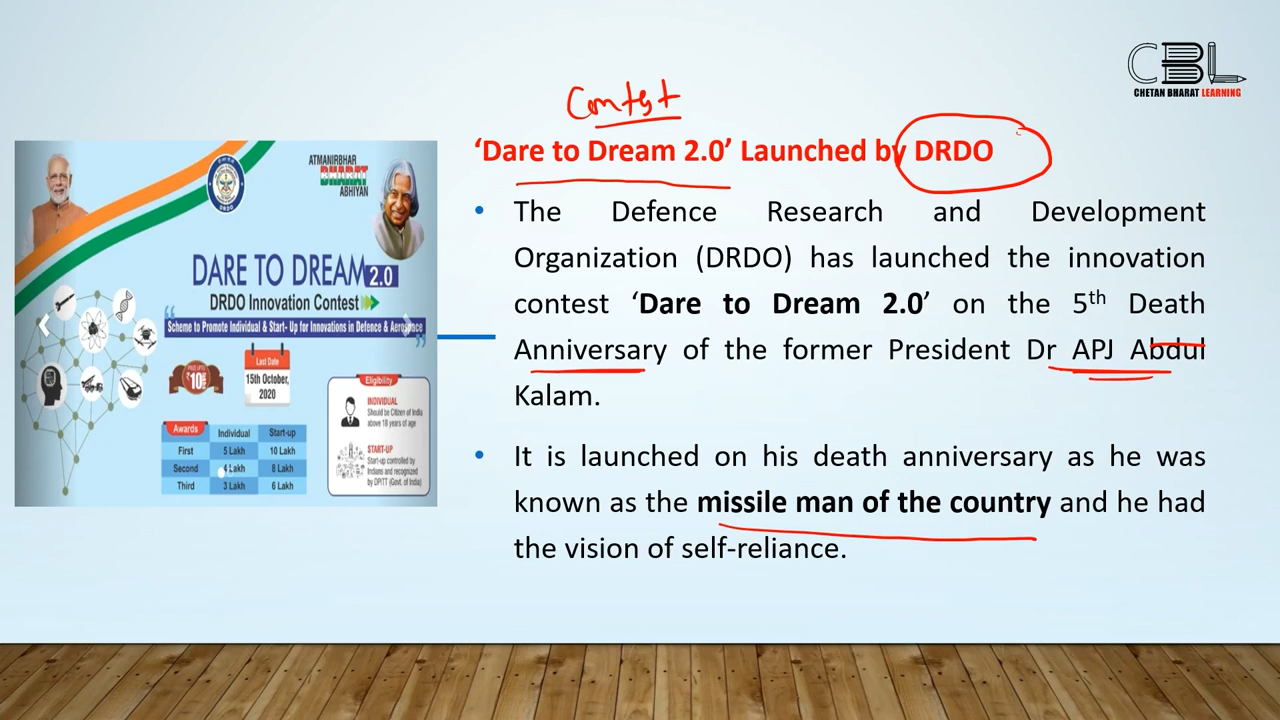 CBL
CHETAN BHARAT LEARNING
Contest
‘Dare to Dream 2.0’ Launched by DRDO
• The Defence Research and Development
Organization (DRDO) has launched the innovation
contest ‘Dare to Dream 2.0’ on the 5th Death
Anniversary of the former President Dr APJ Abdul
Kalam.
• It is launched on his death anniversary as he was
known as the missile man of the country and he had
the vision of self-reliance.
DRDO
ATMANIRBHAR
BHARAT
ABHIYAN
DARE TO DREAM 2.0
DRDO Innovation Contest
“Scheme to Promote Individual & Start- Up for Innovations in Defence & Aerospace”
₹10
Last Date
15th October,
2020
Awards Individual Start-up
First 5 Lakh 10 Lakh
Second 4 Lakh 8 Lakh
Third 3 Lakh 6 Lakh
Eligibility
INDIVIDUAL
Should be Citizen of India
above 18 years of age
START-UP
Start-up controlled by
Indians and recognized
by DPITT (Govt. of India)